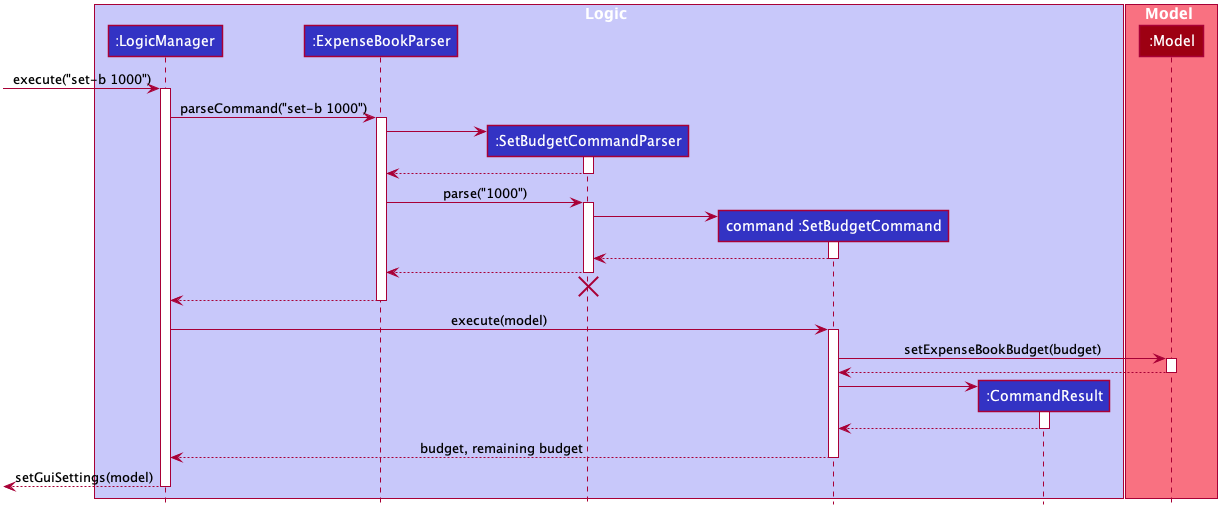 Logic
Model
:LogicManager
:ExpenseBookParser
:Model
execute("set-b 1000")
parseCommand("set-b 1000")
:SetBudgetCommandParser
parse("1000")
command :SetBudgetCommand
execute(model)
setExpenseBookBudget(budget)
:CommandResult
budget, remaining budget
setGuiSettings(model)